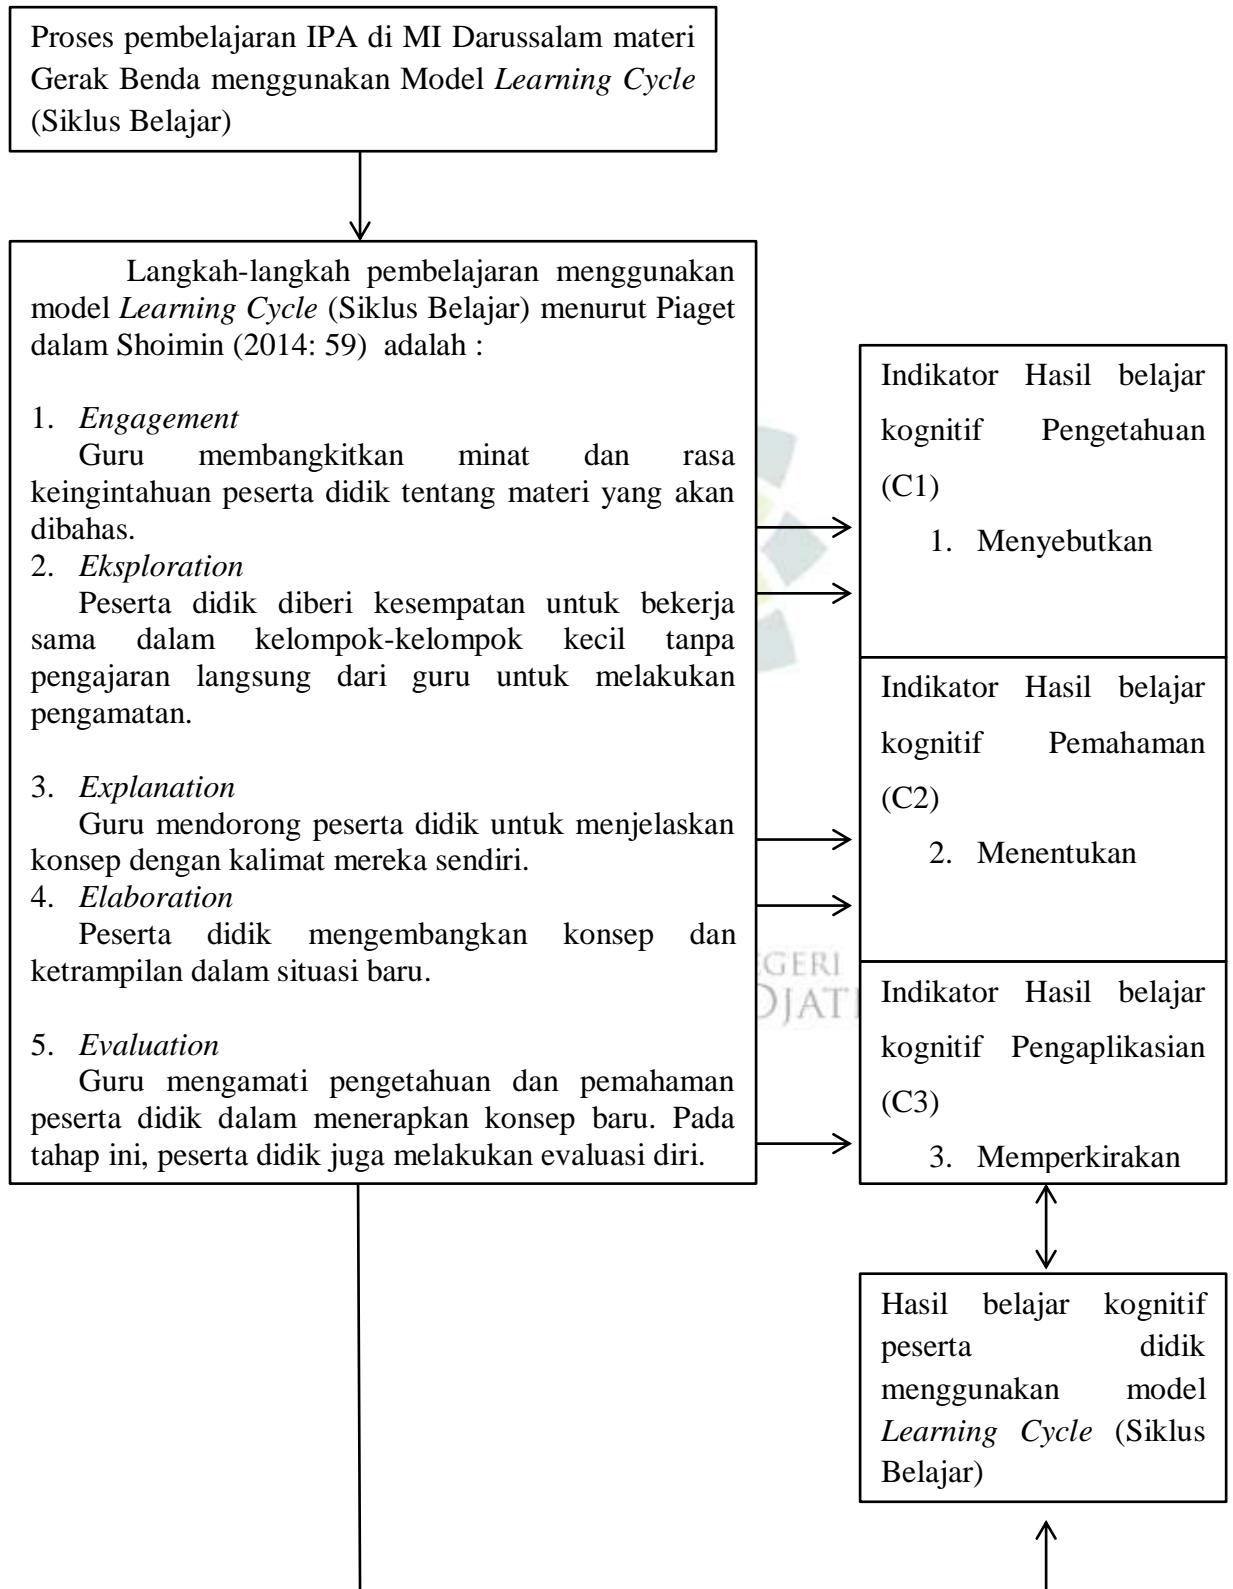 Proses pembelajaran IPA di MI Darussalam materi
Gerak Benda menggunakan Model Learning Cycle
(Siklus Belajar)
Langkah-langkah pembelajaran menggunakan
model Learning Cycle (Siklus Belajar) menurut Piaget
dalam Shoimin (2014: 59) adalah :
1. Engagement
Guru membangkitkan minat dan rasa
keingintahuan peserta didik tentang materi yang akan
dibahas.
2. Eksploration
Peserta didik diberi kesempatan untuk bekerja
sama dalam kelompok-kelompok kecil tanpa
pengajaran langsung dari guru untuk melakukan
pengamatan.
3. Explanation
Guru mendorong peserta didik untuk menjelaskan
konsep dengan kalimat mereka sendiri.
4. Elaboration
Peserta didik mengembangkan konsep dan
ketrampilan dalam situasi baru.
5. Evaluation
Guru mengamati pengetahuan dan pemahaman
peserta didik dalam menerapkan konsep baru. Pada
tahap ini, peserta didik juga melakukan evaluasi diri.
Indikator Hasil belajar
kognitif Pengetahuan
(C1)
1. Menyebutkan
Indikator Hasil belajar
kognitif Pemahaman
(C2)
2. Menentukan
Indikator Hasil belajar
kognitif Pengaplikasian
(C3)
3. Memperkirakan
Hasil belajar kognitif
peserta didik
menggunakan model
Learning Cycle (Siklus
Belajar)